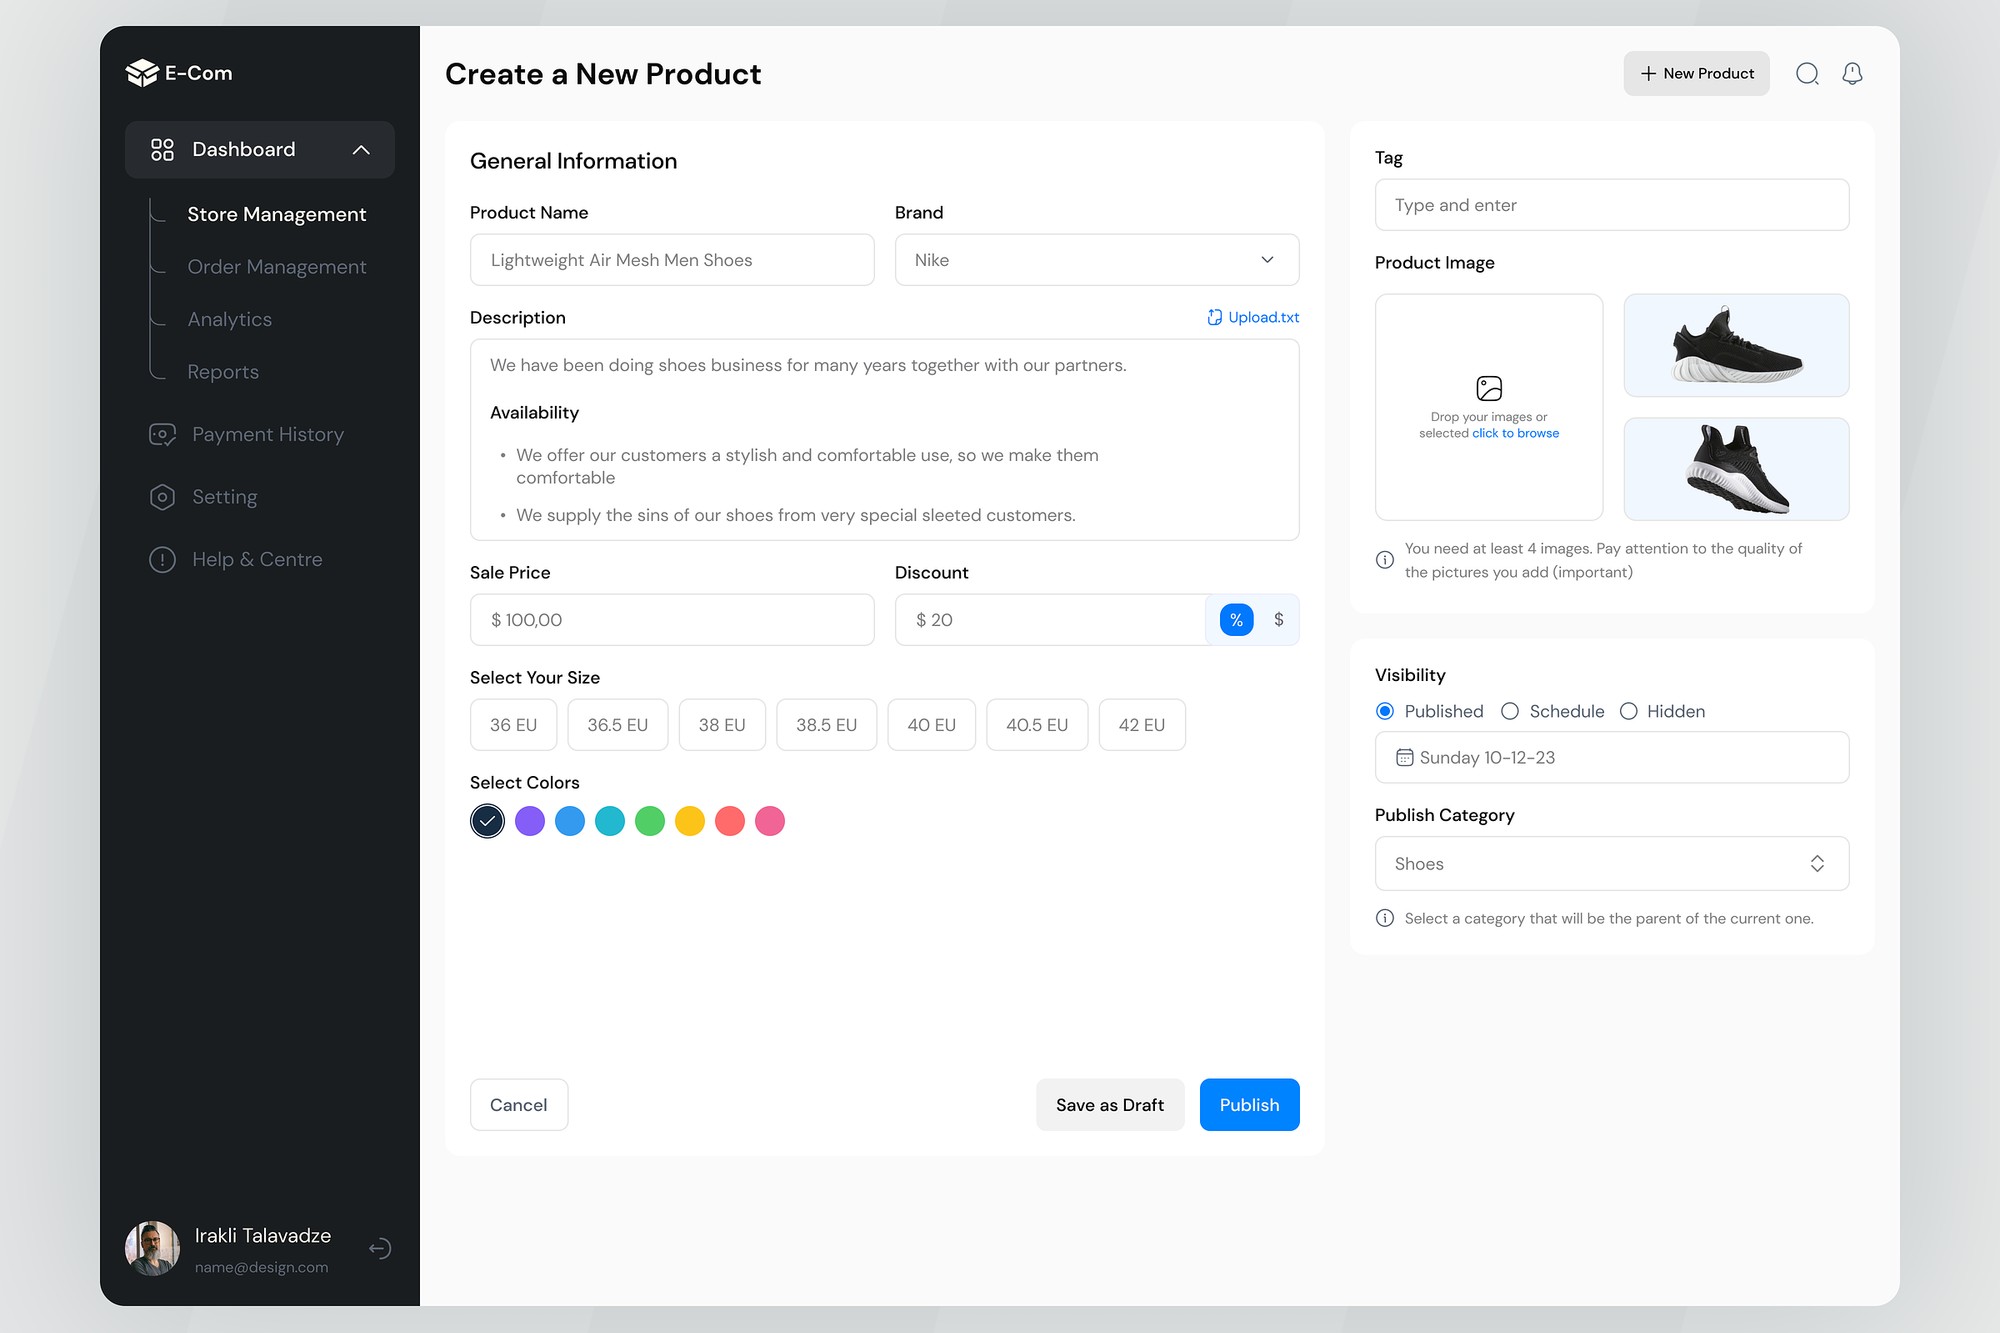 E-Com
Dashboard
Store Management
Order Management
Analytics
Reports
Payment History
Setting
Help & Centre
Irakli Talavadze
name@design.com
Create a New Product
New Product
General Information
Product Name
Brand
Lightweight Air Mesh Men Shoes
Nike
Description
Upload.txt
We have been doing shoes business for many years together with our partners.
Availability
• We offer our customers a stylish and comfortable use, so we make them
comfortable
• We supply the sins of our shoes from very special sleeted customers.
Sale Price
Discount
$ 100,00
$ 20
%
$
Select Your Size
36 EU
36.5 EU
38 EU
38.5 EU
40 EU
40.5 EU
42 EU
Select Colors
Cancel
Save as Draft
Publish
Tag
Type and enter
Product Image
Drop your images or
selected click to browse
You need at least 4 images. Pay attention to the quality of
the pictures you add (important)
Visibility
Published
Schedule
Hidden
Sunday 10-12-23
Publish Category
Shoes
Select a category that will be the parent of the current one.